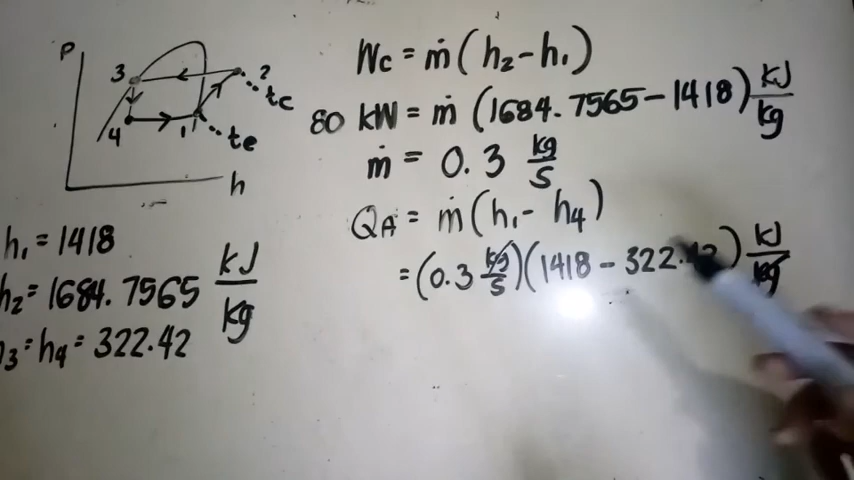 P
3
2
tc
4
1
te
h
h₁ = 1418
h₂ = 1684.7565 kJ/kg
h₃ = h₄ = 322.42
Wc = ṁ(h₂ - h₁)
80 kW = ṁ (1684.7565 - 1418) kJ/kg
ṁ = 0.3 kg/s
QA = ṁ(h₁ - h₄)
= (0.3 kg/s)(1418 - 322.42) kJ/kg